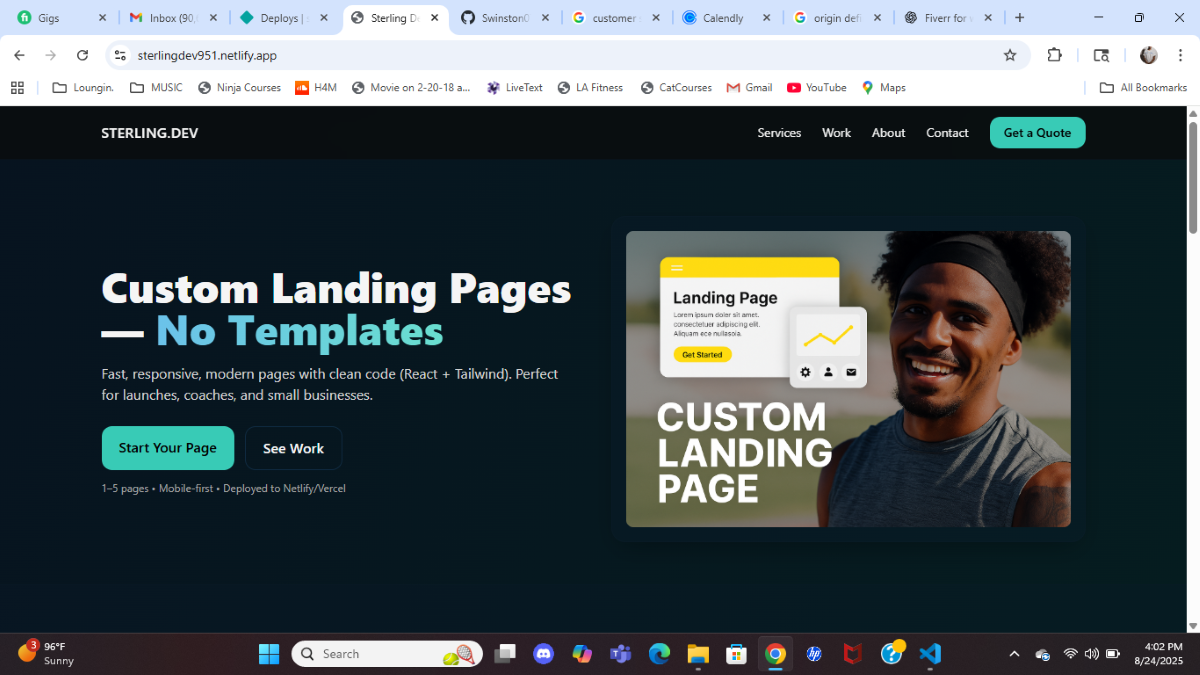 Gigs
Inbox (90,
Deploys |
Sterling De
Swinston0
customer
Calendly
origin defi
Fiverr for
sterlingdev951.netlify.app
Loungin.
MUSIC
Ninja Courses
H4M
Movie on 2-20-18 a...
LiveText
LA Fitness
CatCourses
Gmail
YouTube
Maps
All Bookmarks
STERLING.DEV
Services
Work
About
Contact
Get a Quote
Custom Landing Pages
— No Templates
Fast, responsive, modern pages with clean code (React + Tailwind). Perfect
for launches, coaches, and small businesses.
Start Your Page
See Work
1–5 pages • Mobile-first • Deployed to Netlify/Vercel
Landing Page
Lorem ipsum dolor sit amet,
consectetuer adipiscing elit.
Aliquam ece nullasoia.
Get Started
CUSTOM
LANDING
PAGE
3
96°F
Sunny
Search
4:02 PM
8/24/2025